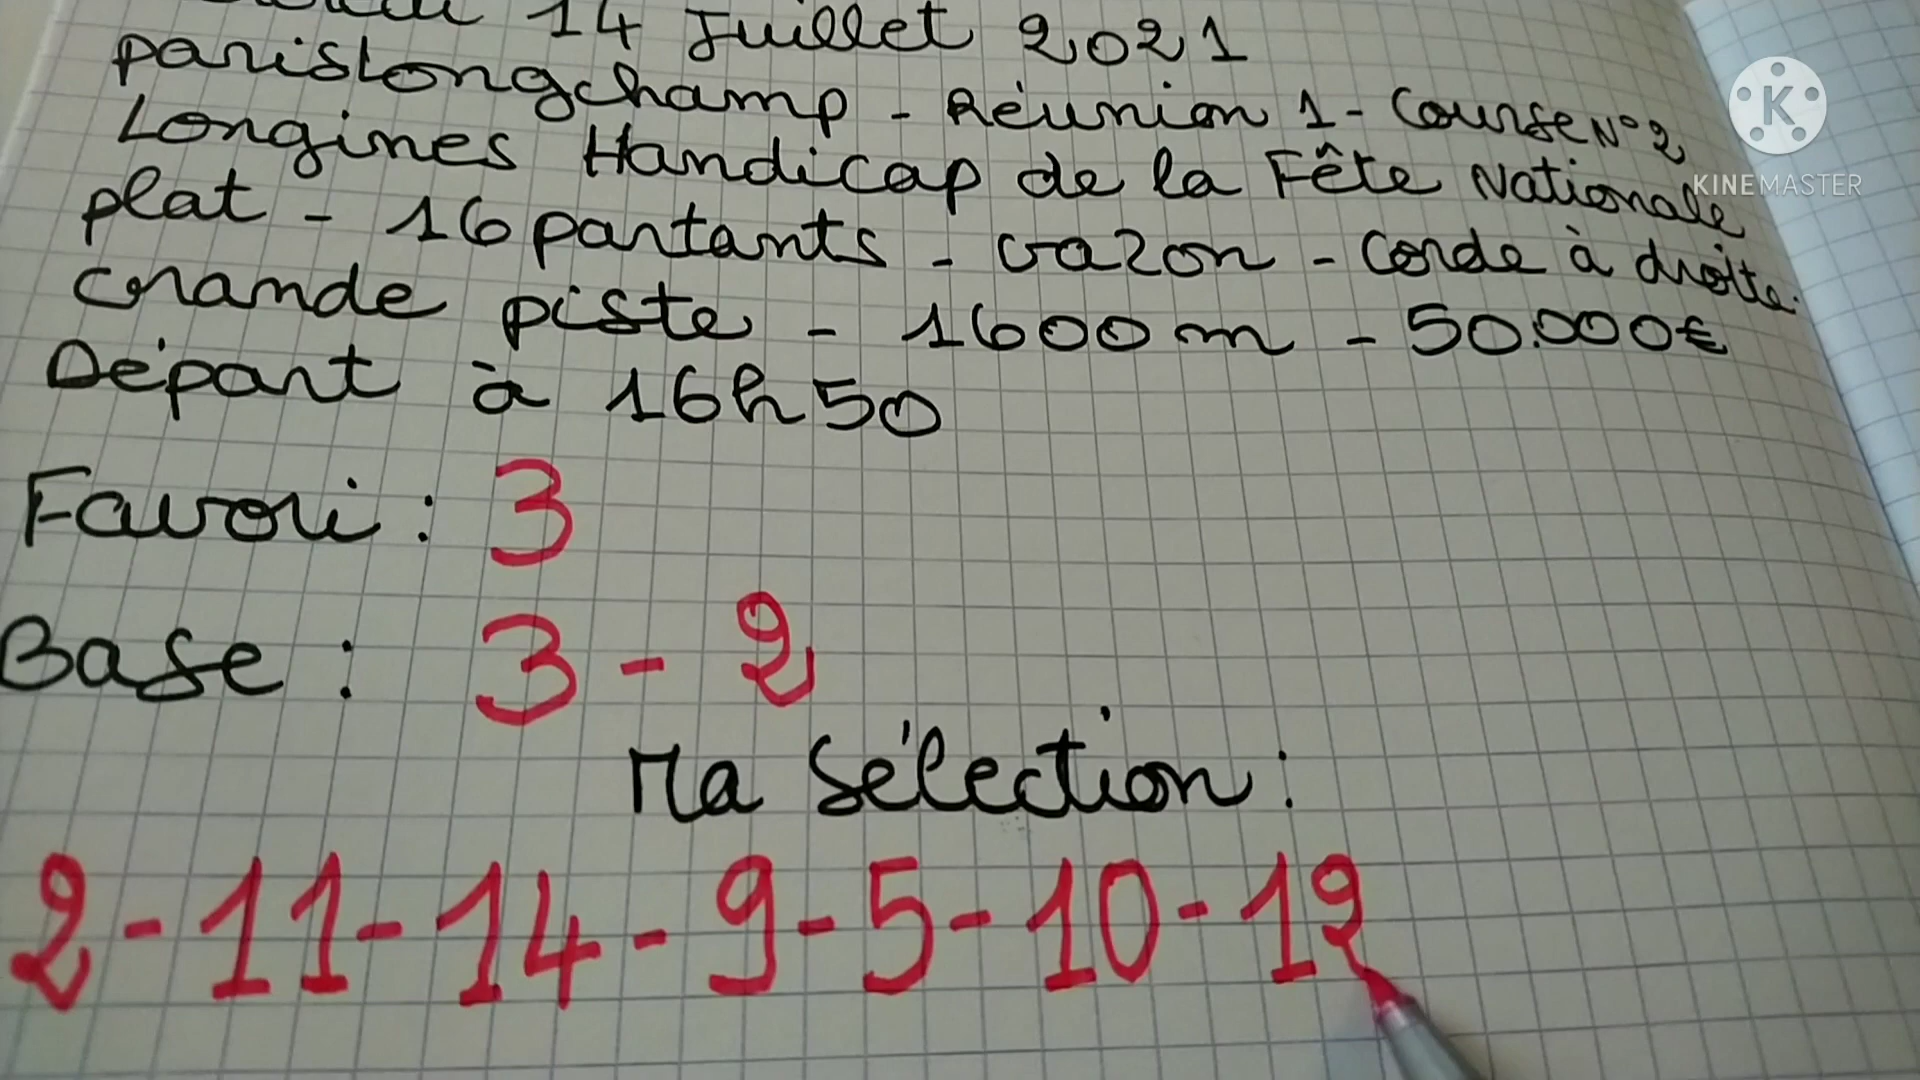 14 Juillet 2021
parisLongchamp - Réunion 1 - Course N° 2
Longines Handicap de la Fête Nationale
plat - 16 partants - Gazon - Corde à droite.
Grande piste - 1600 m - 50.000€
Départ à 16h50
Favori : 3
Base : 3 - 2
Ma Sélection :
2 - 11 - 14 - 9 - 5 - 10 - 12
K
KINEMASTER